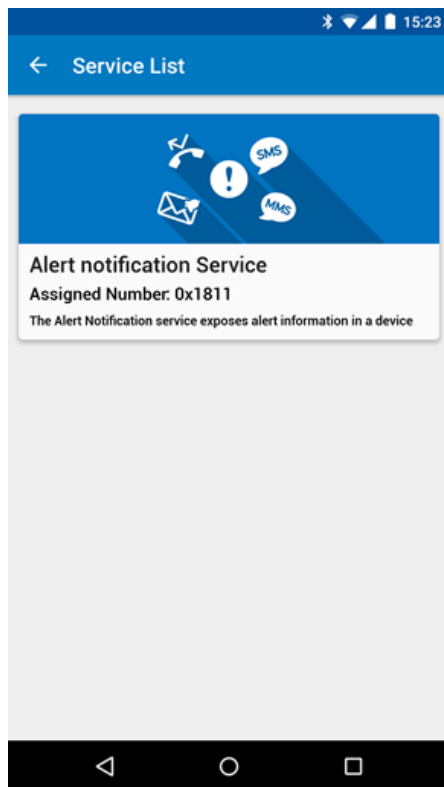 15:23
Service List
SMS
MMS
Alert notification Service
Assigned Number: 0x1811
The Alert Notification service exposes alert information in a device